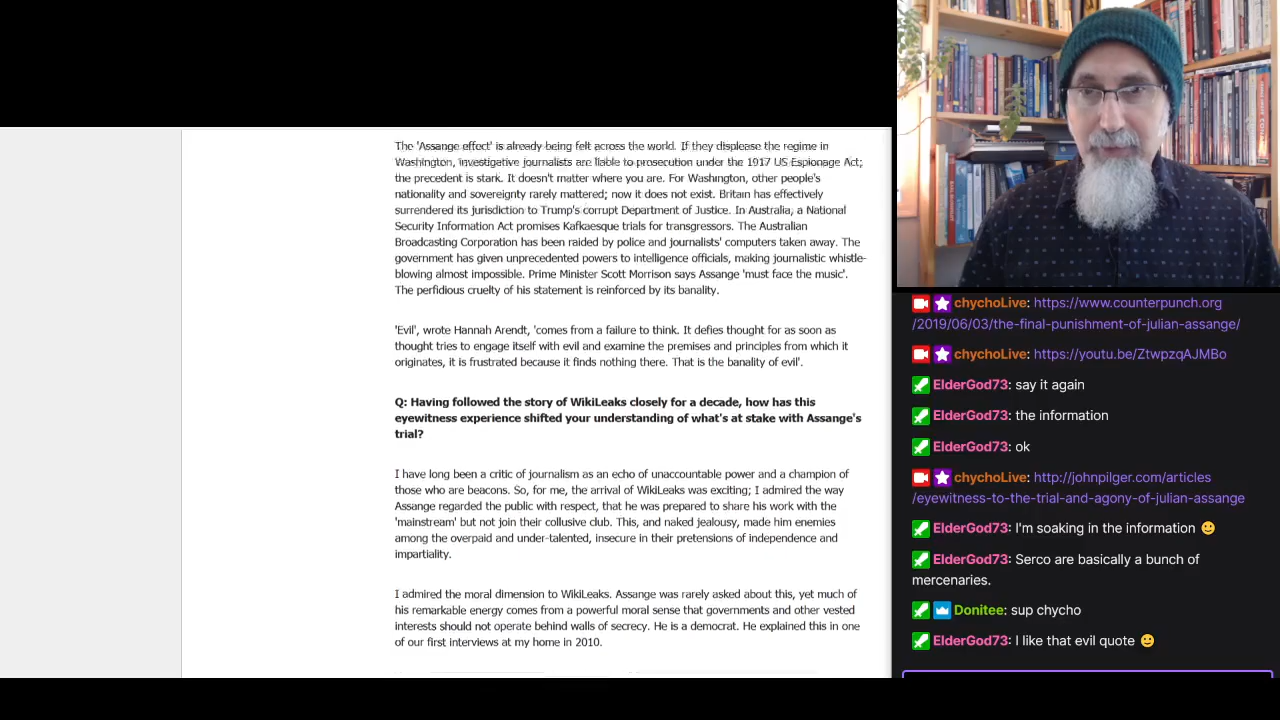 The 'Assange effect' is already being felt across the world. If they displease the regime in
Washington, investigative journalists are liable to prosecution under the 1917 US Espionage Act;
the precedent is stark. It doesn't matter where you are. For Washington, other people's
nationality and sovereignty rarely mattered; now it does not exist. Britain has effectively
surrendered its jurisdiction to Trump's corrupt Department of Justice. In Australia, a National
Security Information Act promises Kafkaesque trials for transgressors. The Australian
Broadcasting Corporation has been raided by police and journalists' computers taken away. The
government has given unprecedented powers to intelligence officials, making journalistic whistle-
blowing almost impossible. Prime Minister Scott Morrison says Assange 'must face the music'.
The perfidious cruelty of his statement is reinforced by its banality.
'Evil', wrote Hannah Arendt, 'comes from a failure to think. It defies thought for as soon as
thought tries to engage itself with evil and examine the premises and principles from which it
originates, it is frustrated because it finds nothing there. That is the banality of evil'.
Q: Having followed the story of WikiLeaks closely for a decade, how has this
eyewitness experience shifted your understanding of what's at stake with Assange's
trial?
I have long been a critic of journalism as an echo of unaccountable power and a champion of
those who are beacons. So, for me, the arrival of WikiLeaks was exciting; I admired the way
Assange regarded the public with respect, that he was prepared to share his work with the
'mainstream' but not join their collusive club. This, and naked jealousy, made him enemies
among the overpaid and under-talented, insecure in their pretensions of independence and
impartiality.
I admired the moral dimension to WikiLeaks. Assange was rarely asked about this, yet much of
his remarkable energy comes from a powerful moral sense that governments and other vested
interests should not operate behind walls of secrecy. He is a democrat. He explained this in one
of our first interviews at my home in 2010.
chychoLive: https://www.counterpunch.org
/2019/06/03/the-final-punishment-of-julian-assange/
chychoLive: https://youtu.be/ZtwpzqAJMBo
ElderGod73: say it again
ElderGod73: the information
ElderGod73: ok
chychoLive: http://johnpilger.com/articles
/eyewitness-to-the-trial-and-agony-of-julian-assange
ElderGod73: I'm soaking in the information 🙂
ElderGod73: Serco are basically a bunch of
mercenaries.
Donitee: sup chycho
ElderGod73: I like that evil quote 🙂